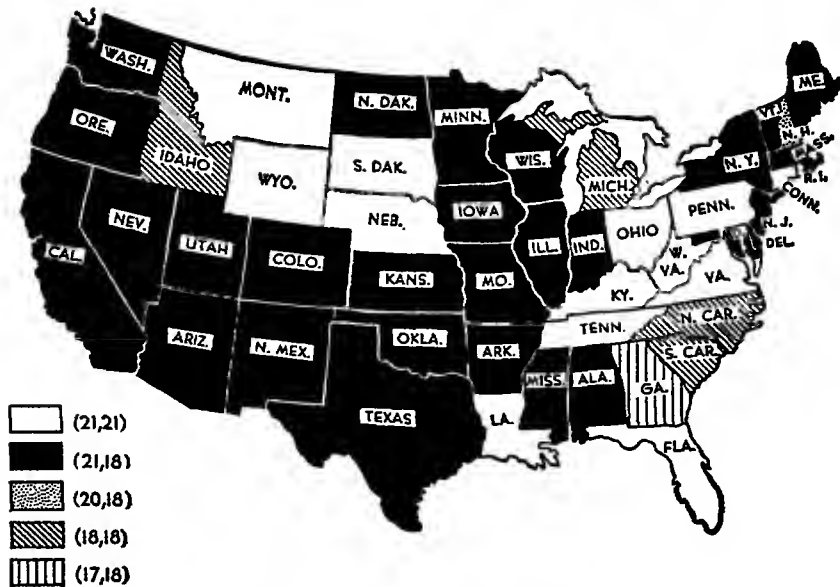 WASH.
MONT.
N. DAK.
MINN.
ME.
VT.
N. H.
MASS.
R. I.
CONN.
ORE.
IDAHO
WYO.
S. DAK.
WIS.
MICH.
N. Y.
PENN.
N. J.
DEL.
NEV.
UTAH
COLO.
NEB.
IOWA
ILL.
IND.
OHIO
W.
VA.
VA.
CAL.
KANS.
MO.
KY.
ARIZ.
N. MEX.
OKLA.
ARK.
TENN.
N. CAR.
S. CAR.
TEXAS
LA.
MISS.
ALA.
GA.
FLA.
(21,21)
(21,18)
(20,18)
(18,18)
(17,18)